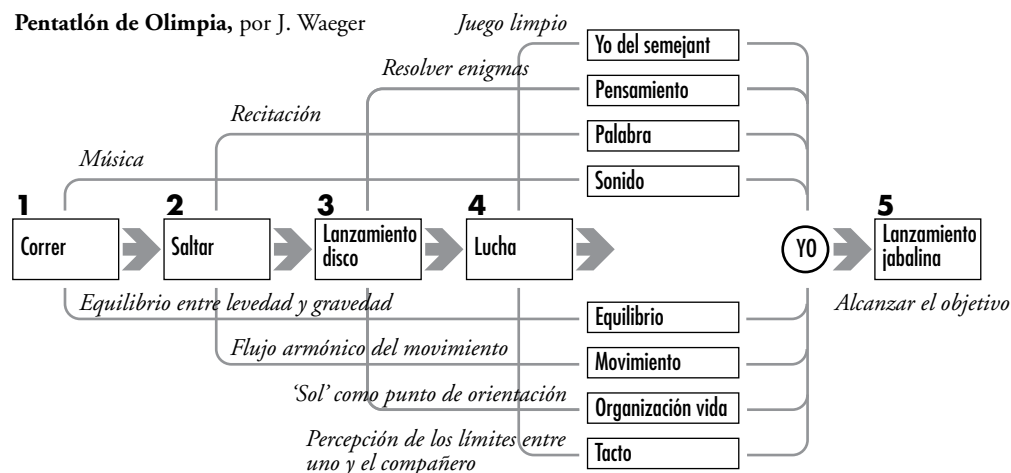 Pentatlón de Olimpia, por J. Waeger
Juego limpio
Yo del semejant
Resolver enigmas
Pensamiento
Recitación
Palabra
Música
Sonido
1
Correr
2
Saltar
3
Lanzamiento
disco
4
Lucha
YO
5
Lanzamiento
jabalina
Equilibrio entre levedad y gravedad
Equilibrio
Alcanzar el objetivo
Flujo armónico del movimiento
Movimiento
‘Sol’ como punto de orientación
Organización vida
Percepción de los límites entre
uno y el compañero
Tacto